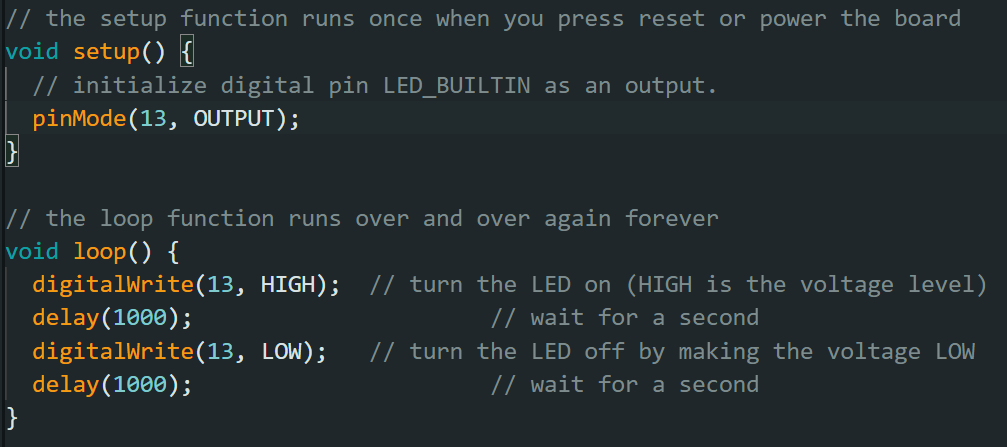 // the setup function runs once when you press reset or power the board
void setup() {
  // initialize digital pin LED_BUILTIN as an output.
  pinMode(13, OUTPUT);
}

// the loop function runs over and over again forever
void loop() {
  digitalWrite(13, HIGH);  // turn the LED on (HIGH is the voltage level)
  delay(1000);                      // wait for a second
  digitalWrite(13, LOW);   // turn the LED off by making the voltage LOW
  delay(1000);                      // wait for a second
}